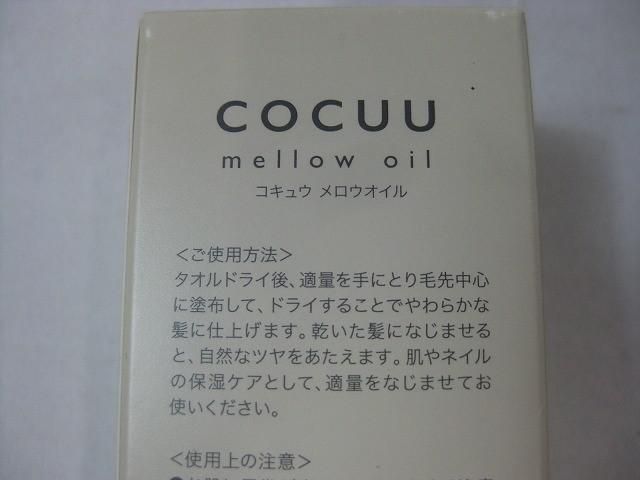 COCUU
mellow oil
コキュウ メロウオイル
＜ご使用方法＞
タオルドライ後、適量を手にとり毛先中心
に塗布して、ドライすることでやわらかな
髪に仕上げます。乾いた髪になじませる
と、自然なツヤをあたえます。肌やネイル
の保湿ケアとして、適量をなじませてお
使いください。
＜使用上の注意＞